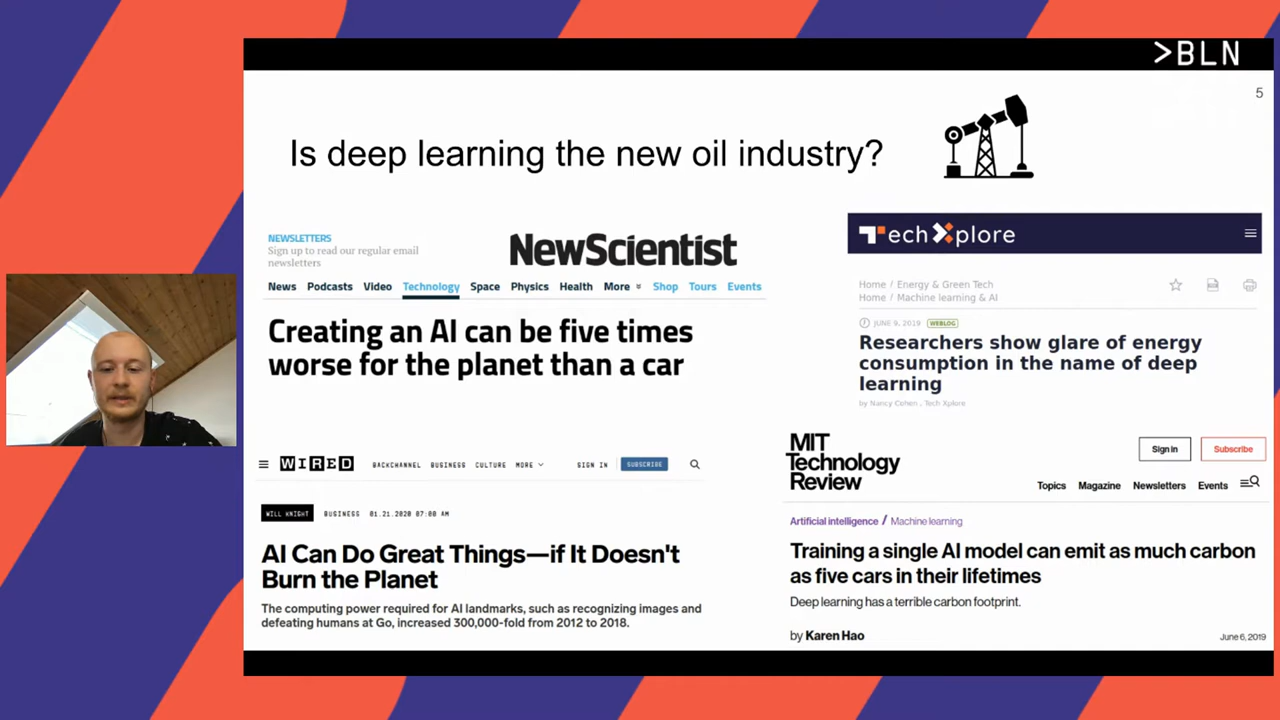 >BLN
5
Is deep learning the new oil industry?
NEWSLETTERS
Sign up to read our regular email
newsletters
NewScientist
News Podcasts Video Technology Space Physics Health More Shop Tours Events
Creating an AI can be five times
worse for the planet than a car
TechXplore
Home / Energy & Green Tech
Home / Machine learning & AI
JUNE 9, 2019 WEBLOG
Researchers show glare of energy
consumption in the name of deep
learning
by Nancy Cohen , Tech Xplore
WIRED BACKCHANNEL BUSINESS CULTURE MORE SIGN IN SUBSCRIBE
WILL KNIGHT BUSINESS 01.21.2020 07:00 AM
AI Can Do Great Things—if It Doesn't
Burn the Planet
The computing power required for AI landmarks, such as recognizing images and
defeating humans at Go, increased 300,000-fold from 2012 to 2018.
MIT
Technology
Review
Sign in Subscribe
Topics Magazine Newsletters Events
Artificial intelligence / Machine learning
Training a single AI model can emit as much carbon
as five cars in their lifetimes
Deep learning has a terrible carbon footprint.
by Karen Hao
June 6, 2019